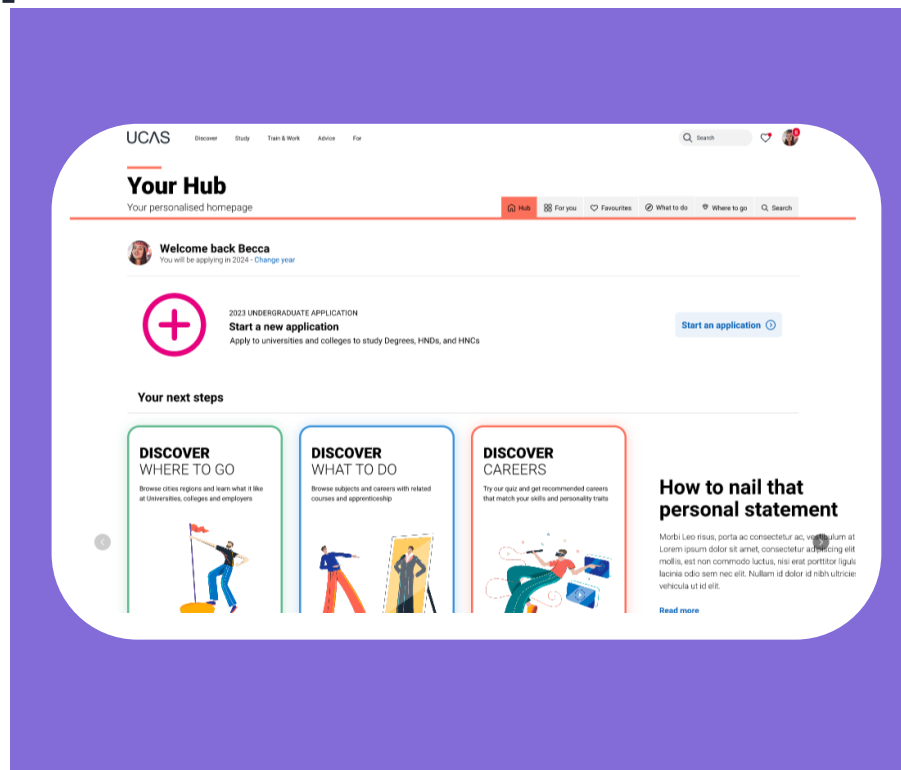 UCAS
Discover Study Train & Work Advice For
Search
Your Hub
Your personalised homepage
Hub For you Favourites What to do Where to go Search
Welcome back Becca
You will be applying in 2024 - Change year
2023 UNDERGRADUATE APPLICATION
Start a new application
Apply to universities and colleges to study Degrees, HNDs, and HNCs
Start an application
Your next steps
DISCOVER
WHERE TO GO
Browse cities regions and learn what it like
at Universities, colleges and employers
DISCOVER
WHAT TO DO
Browse subjects and careers with related
courses and apprenticeship
DISCOVER
CAREERS
Try our quiz and get recommended careers
that match your skills and personality traits
How to nail that
personal statement
Morbi Leo risus, porta ac consectetur ac, vestibulum at
Lorem ipsum dolor sit amet, consectetur adipiscing elit
mollis, est non commodo luctus, nisi erat porttitor ligula
lacinia odio sem nec elit. Nullam id dolor id nibh ultricies
vehicula ut id elit.
Read more